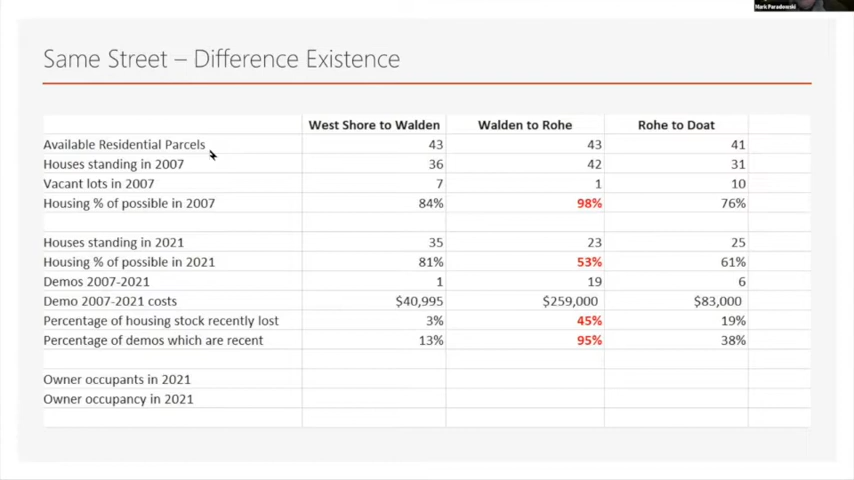 Mark Paradowski
Same Street – Difference Existence
West Shore to Walden Walden to Rohe Rohe to Doat
Available Residential Parcels 43 43 41
Houses standing in 2007 36 42 31
Vacant lots in 2007 7 1 10
Housing % of possible in 2007 84% 98% 76%
Houses standing in 2021 35 23 25
Housing % of possible in 2021 81% 53% 61%
Demos 2007-2021 1 19 6
Demo 2007-2021 costs $40,995 $259,000 $83,000
Percentage of housing stock recently lost 3% 45% 19%
Percentage of demos which are recent 13% 95% 38%
Owner occupants in 2021
Owner occupancy in 2021